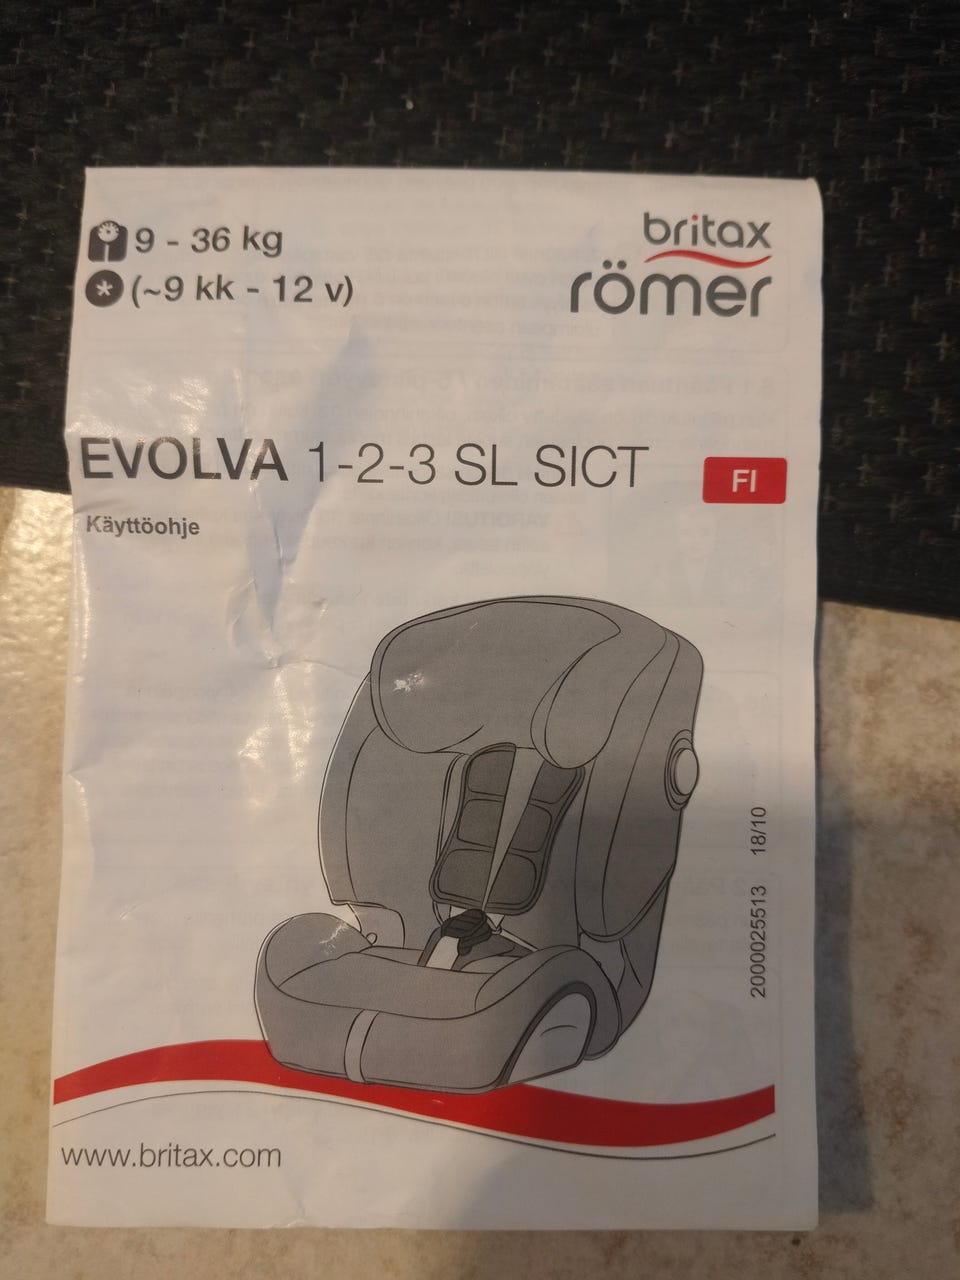 9 - 36 kg
(~9 kk - 12 v)
britax
römer
EVOLVA 1-2-3 SL SICT
FI
Käyttöohje
2000025513 18/10
www.britax.com